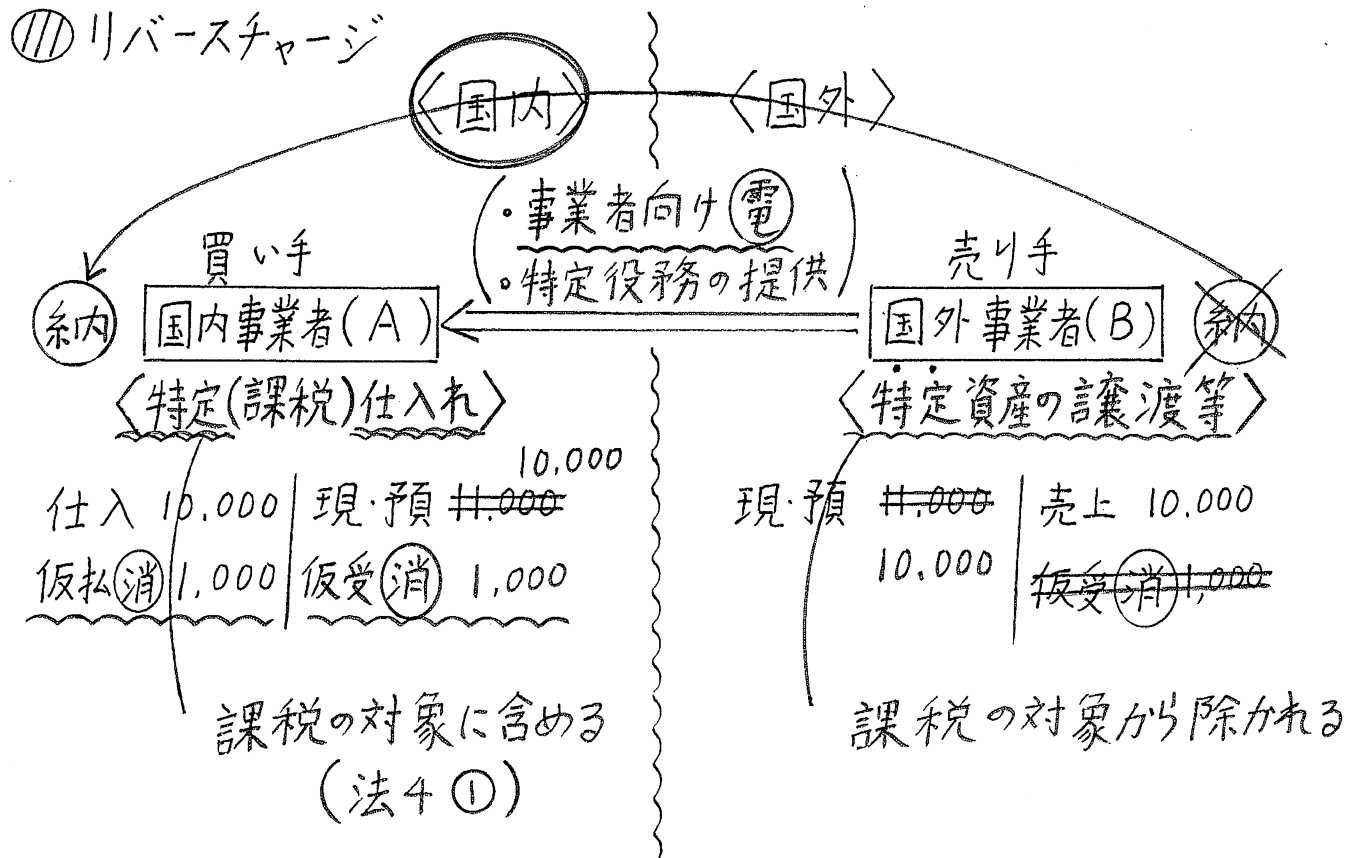 リバースチャージ
〈国内〉 〈国外〉
・事業者向け電
・特定役務の提供
買い手 売り手
納 国内事業者(A) 国外事業者(B) 納
〈特定(課税)仕入れ〉 〈特定資産の譲渡等〉
10,000
仕入 10,000 現・預 11,000 現・預 11,000 売上 10,000
仮払消 1,000 仮受消 1,000 10,000 仮受消 1,000
課税の対象に含める 課税の対象から除かれる
(法4①)